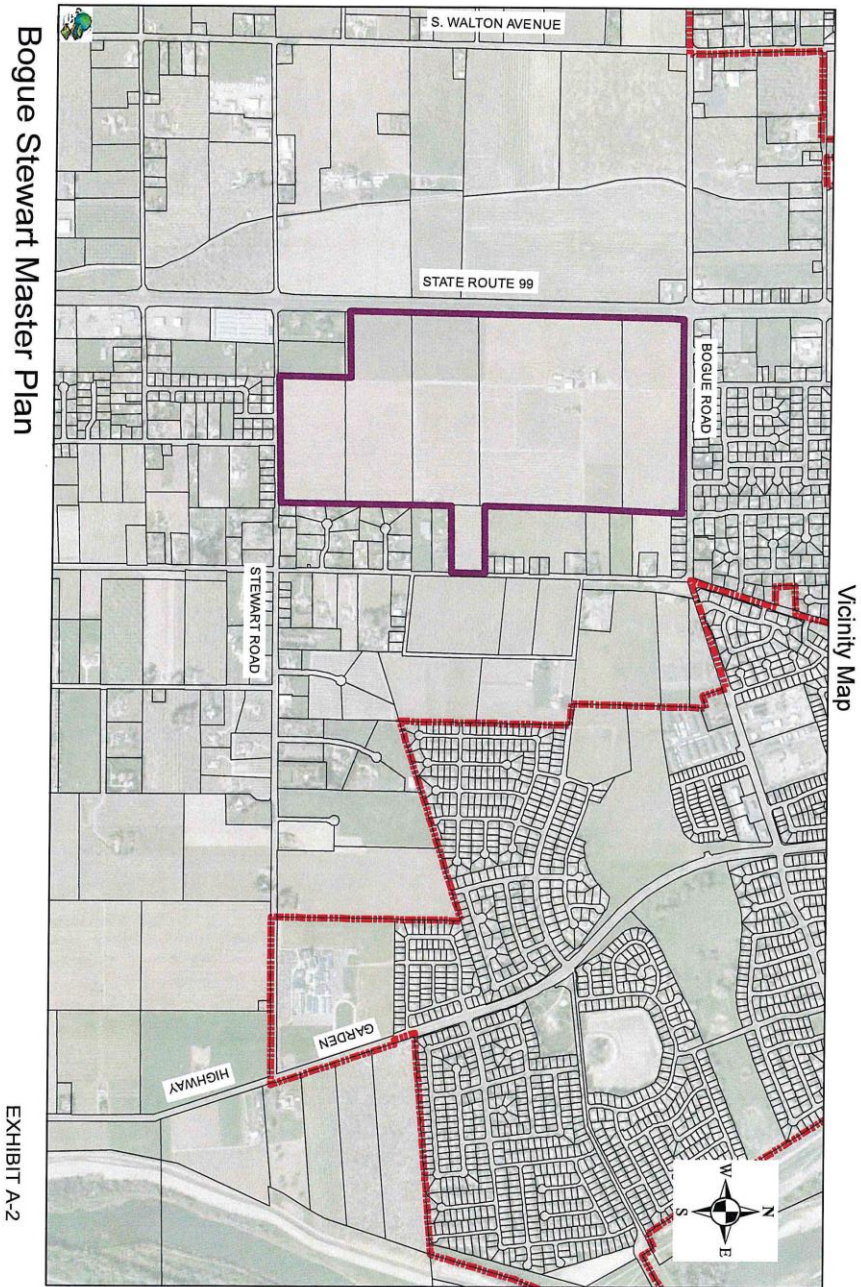 Vicinity Map
S. WALTON AVENUE
STATE ROUTE 99
BOGUE ROAD
STEWART ROAD
GARDEN
HIGHWAY
N
W
E
S
Bogue Stewart Master Plan
EXHIBIT A-2